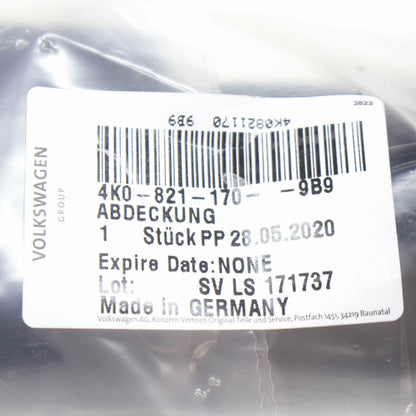 3B22
4K0821170 9B9
VOLKSWAGEN
GROUP
4K0-821-170- -9B9
ABDECKUNG
1 Stück PP 28.05.2020
Expire Date: NONE
Lot: SV LS 171737
Made in GERMANY
Volkswagen AG, Konzern Vertrieb Original Teile und Service, Postfach 1451, 34219 Baunatal